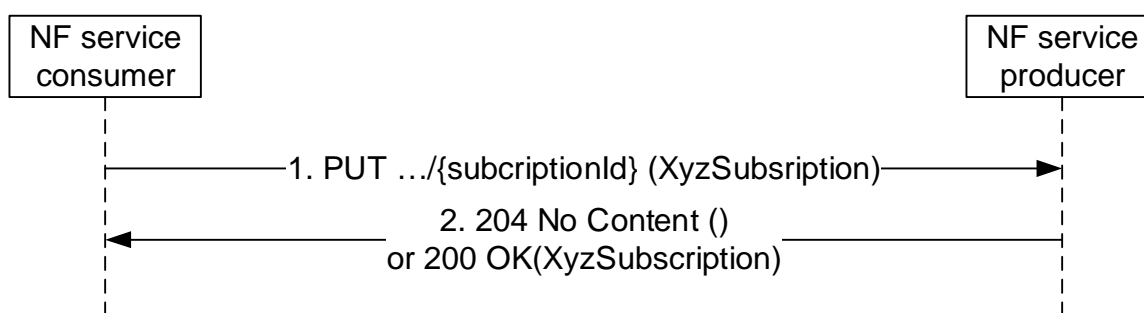 NF service
consumer
NF service
producer
1. PUT …/{subcriptionId} (XyzSubsription)
2. 204 No Content ()
or 200 OK(XyzSubscription)